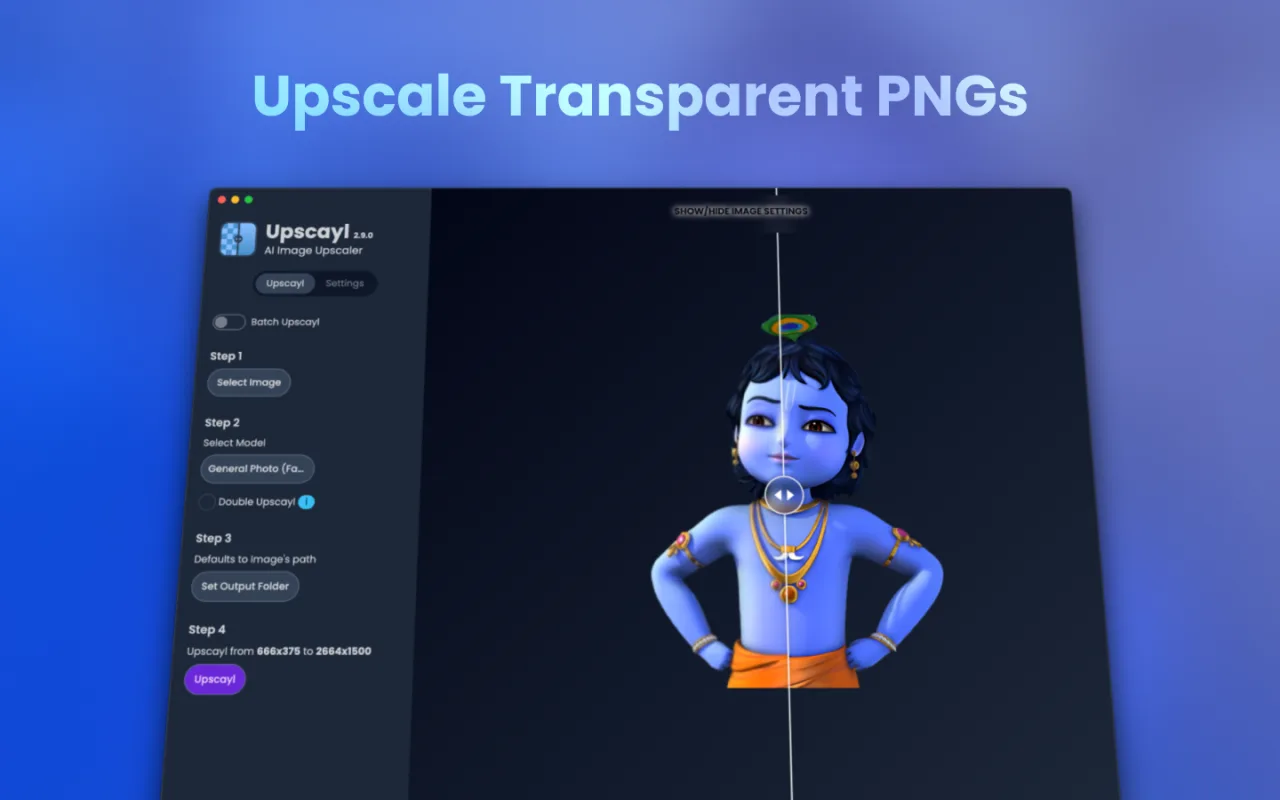 Upscale Transparent PNGs
SHOW/HIDE IMAGE SETTINGS
Upscayl 2.9.0
AI Image Upscaler
Upscayl Settings
Batch Upscayl
Step 1
Select Image
Step 2
Select Model
General Photo (Fa...
Double Upscayl i
Step 3
Defaults to image's path
Set Output Folder
Step 4
Upscayl from 666x375 to 2664x1500
Upscayl